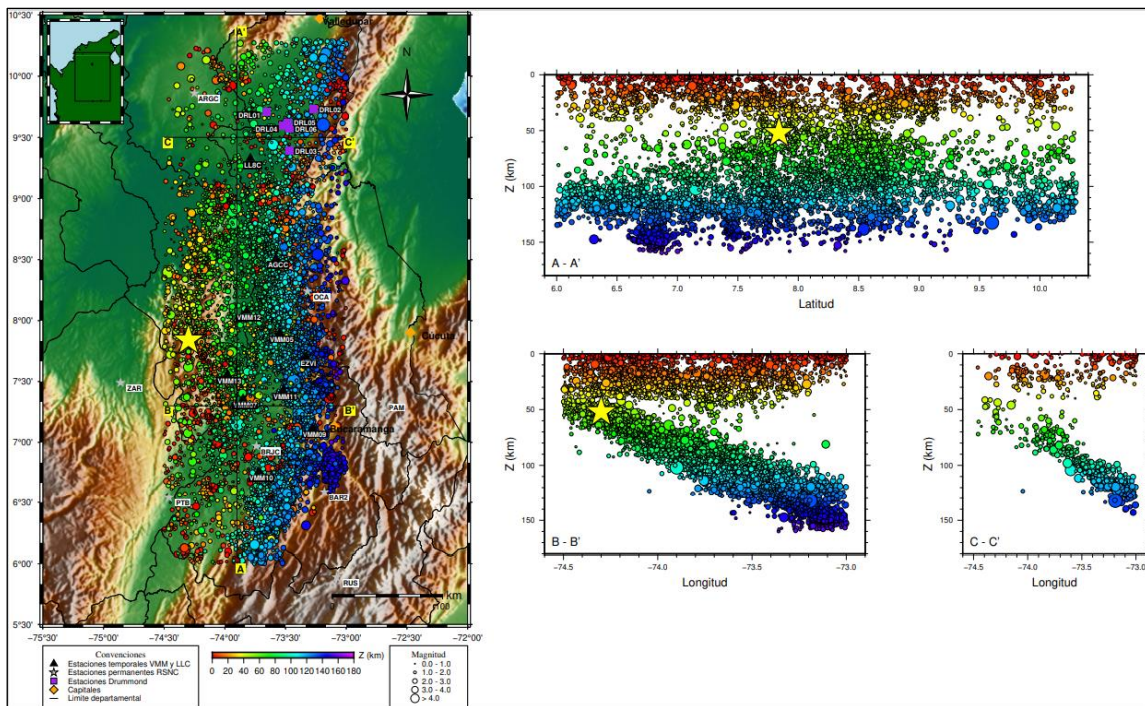 10°30'
10°00'
9°30'
9°00'
8°30'
8°00'
7°30'
7°00'
6°30'
6°00'
5°30'
−75°30'
−75°00'
−74°30'
−74°00'
−73°30'
−73°00'
−72°30'
−72°00'
Valledupar
A'
N
ARGC
DRL02
DRL01
DRL05
DRL04
DRL06
C
C'
DRL03
LL8C
AGCC
OCA
VMM12
VMM05
Cúcuta
EZVI
ZAR
VMM13
VMM11
B
B'
PAM
VMM09
Bucaramanga
BRJC
VMM10
BAR2
PTB
A
RUS
km
0
100
Convenciones
Estaciones temporales VMM y LLC
Estaciones permanentes RSNC
Estaciones Drummond
Capitales
Limite departamental
Z (km)
0 20 40 60 80 100 120 140 160 180
Magnitud
0.0 - 1.0
1.0 - 2.0
2.0 - 3.0
3.0 - 4.0
> 4.0
0
50
100
150
Z (km)
A - A'
6.0 6.5 7.0 7.5 8.0 8.5 9.0 9.5 10.0
Latitud
0
50
100
150
Z (km)
B - B'
−74.5 −74.0 −73.5 −73.0
Longitud
0
50
100
150
Z (km)
C - C'
−74.5 −74.0 −73.5 −73.0
Longitud